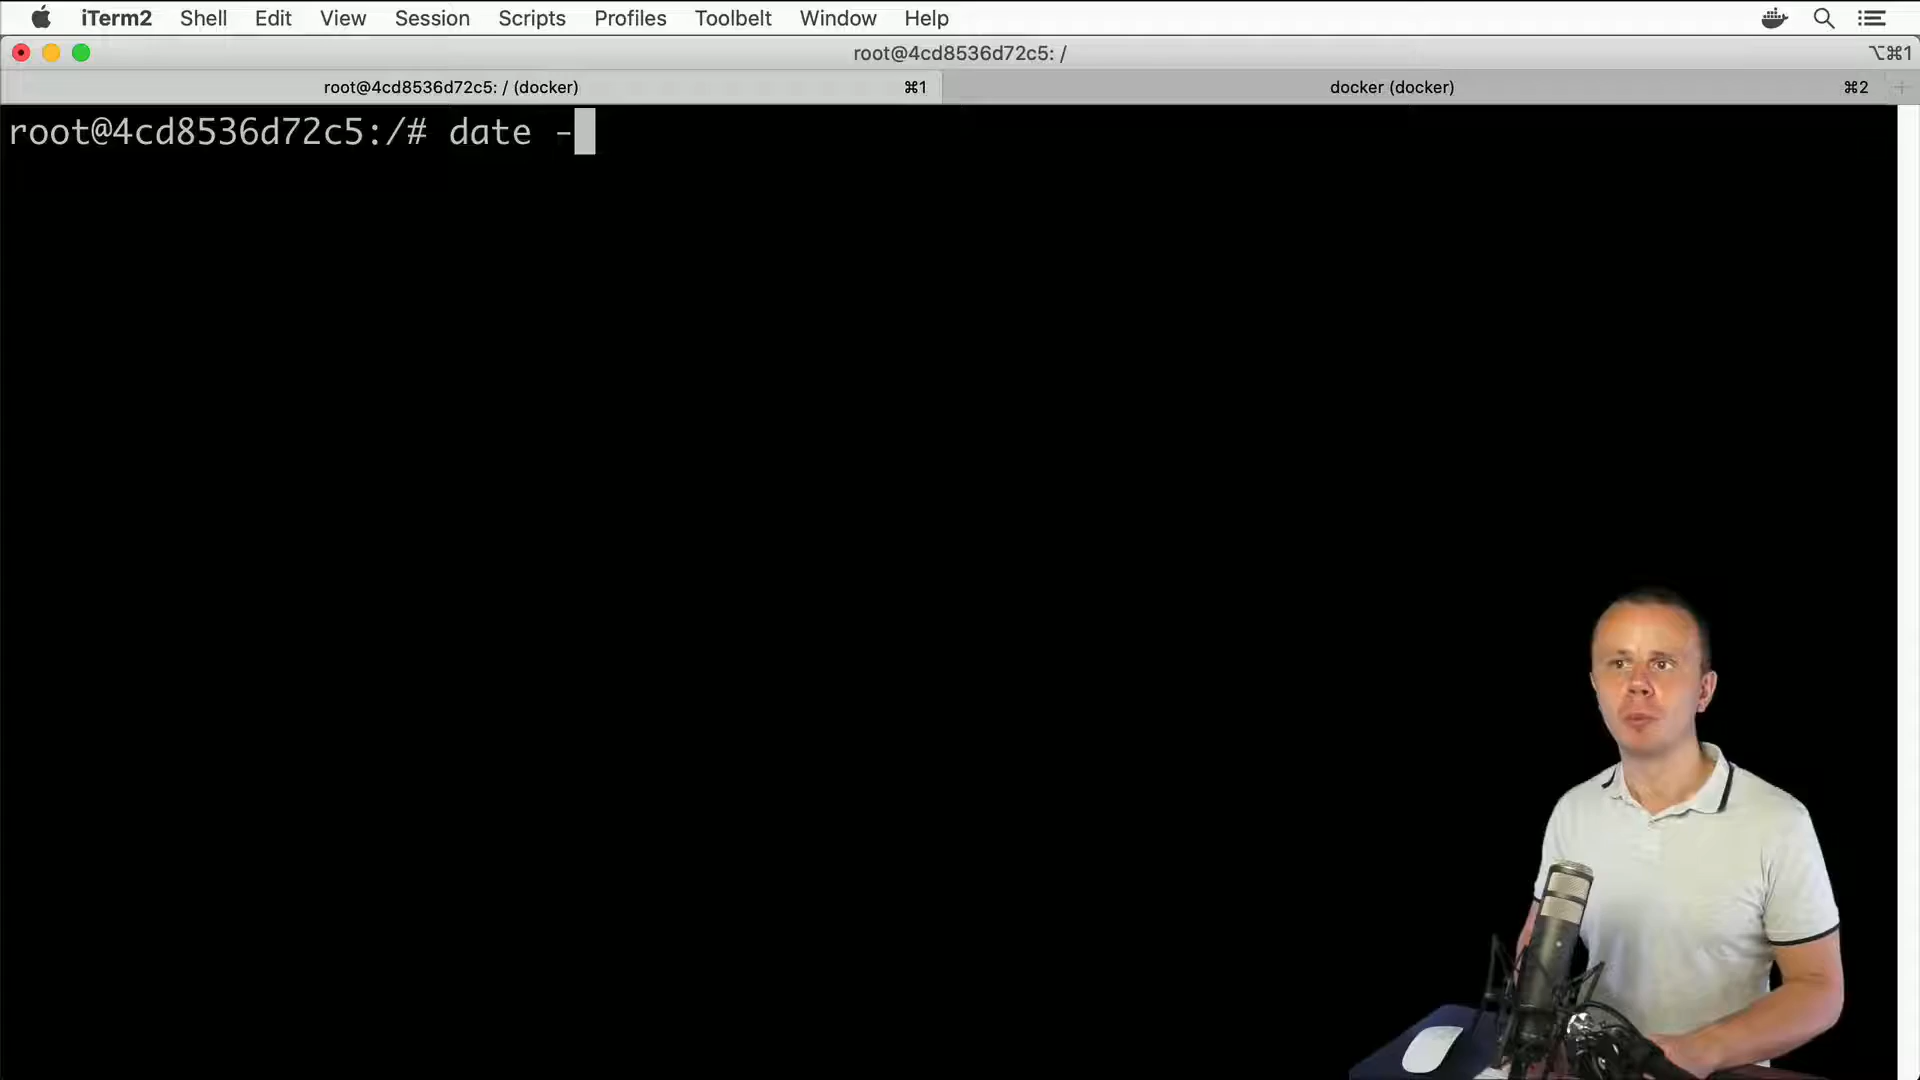 iTerm2 Shell Edit View Session Scripts Profiles Toolbelt Window Help
root@4cd8536d72c5: / ⌥⌘1
root@4cd8536d72c5: / (docker) ⌘1 docker (docker) ⌘2
root@4cd8536d72c5:/# date -